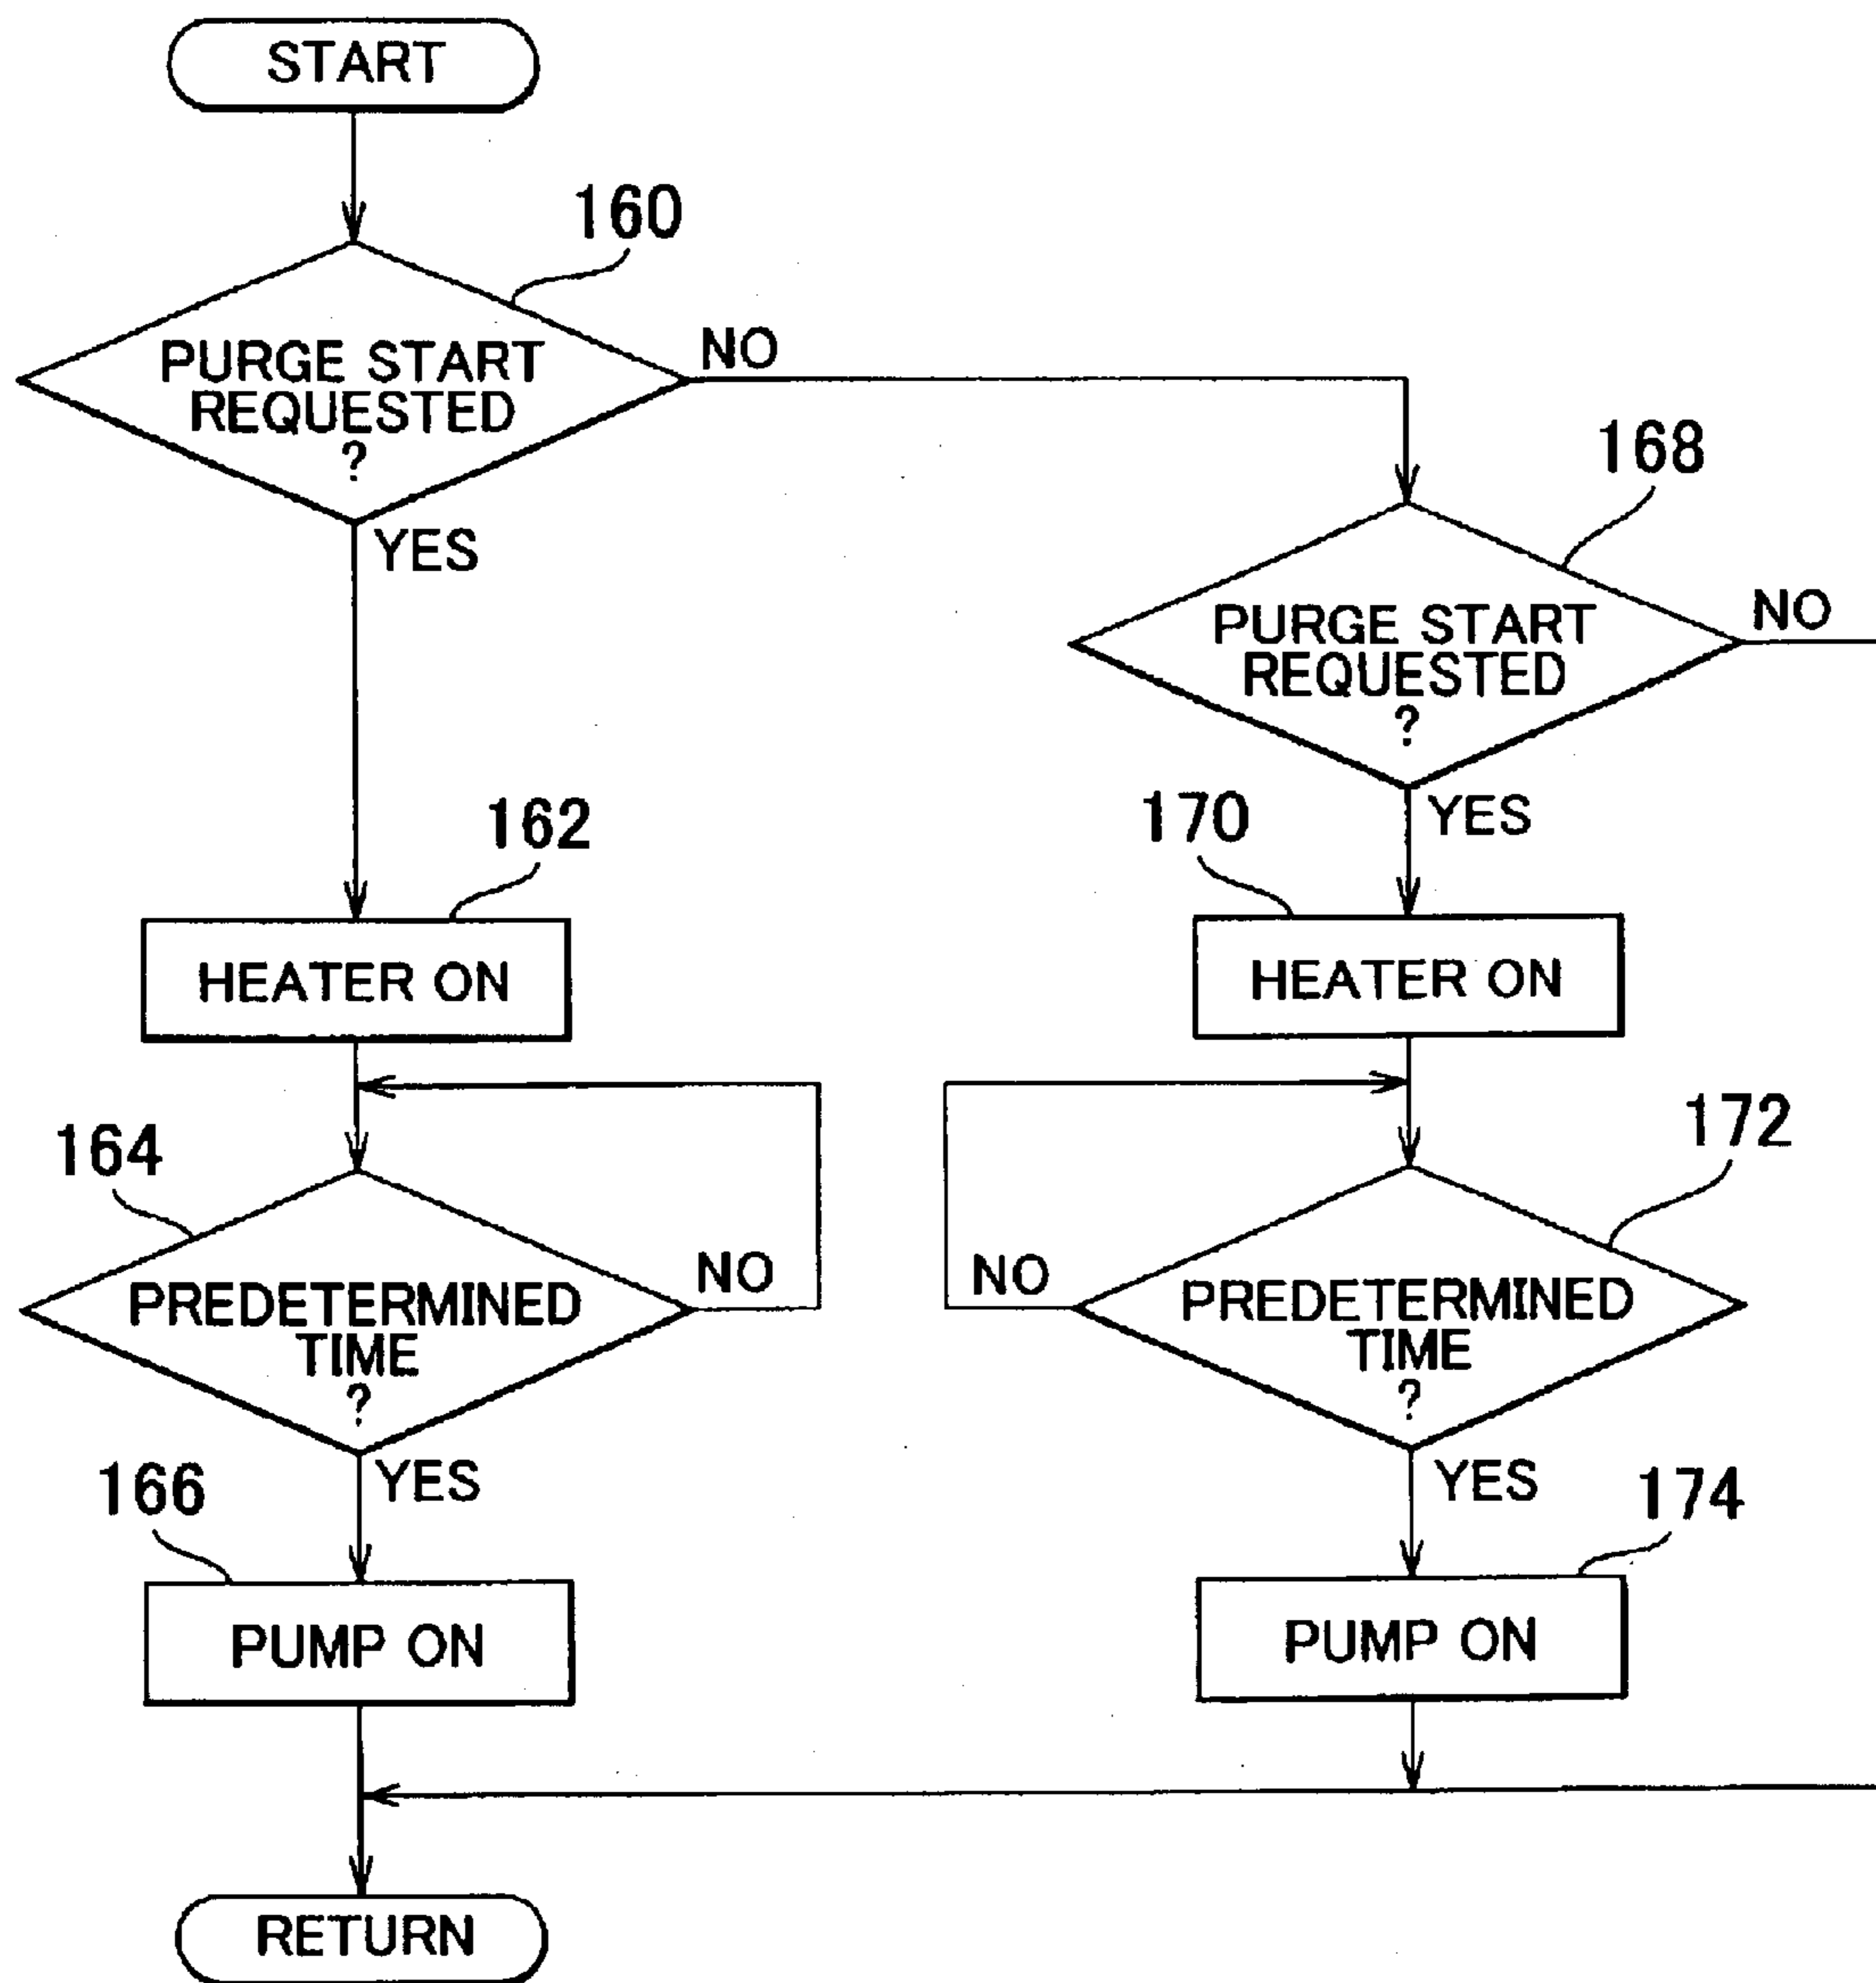 START
160
PURGE START
REQUESTED
?
NO
YES
168
PURGE START
REQUESTED
?
NO
YES
162
HEATER ON
170
HEATER ON
164
PREDETERMINED
TIME
?
NO
YES
172
PREDETERMINED
TIME
?
NO
YES
166
PUMP ON
174
PUMP ON
RETURN